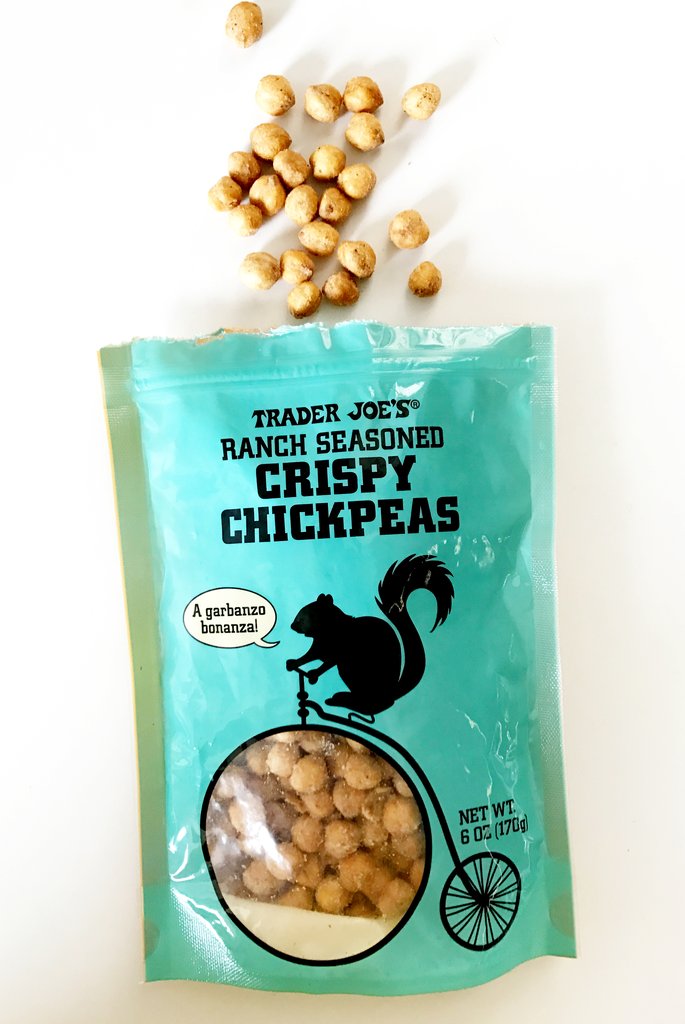 TRADER JOE'S®
RANCH SEASONED
CRISPY
CHICKPEAS
A garbanzo
bonanza!
NET WT.
6 OZ (170g)